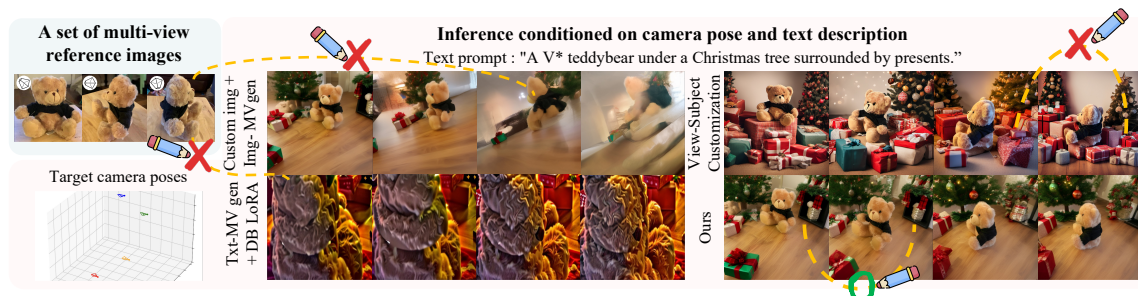 A set of multi-view
reference images
Inference conditioned on camera pose and text description
Text prompt : "A V* teddybear under a Christmas tree surrounded by presents.”
Custom img +
Img- MVgen
View-Subject
Customization
Target camera poses
Txt-MV gen
+ DB LoRA
Ours